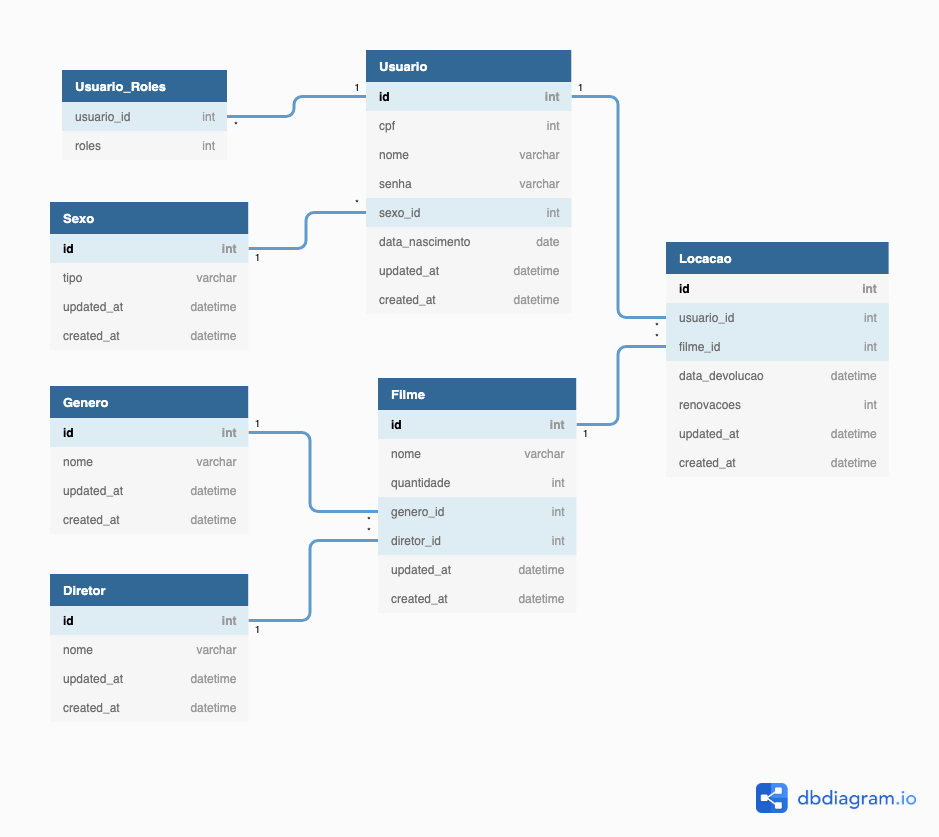 Usuario_Roles
usuario_id int
roles int
Usuario
id int
cpf int
nome varchar
senha varchar
sexo_id int
data_nascimento date
updated_at datetime
created_at datetime
Sexo
id int
tipo varchar
updated_at datetime
created_at datetime
Locacao
id int
usuario_id int
filme_id int
data_devolucao datetime
renovacoes int
updated_at datetime
created_at datetime
Genero
id int
nome varchar
updated_at datetime
created_at datetime
Filme
id int
nome varchar
quantidade int
genero_id int
diretor_id int
updated_at datetime
created_at datetime
Diretor
id int
nome varchar
updated_at datetime
created_at datetime
1
*
1
*
1
*
*
1
1
*
*
1
dbdiagram.io